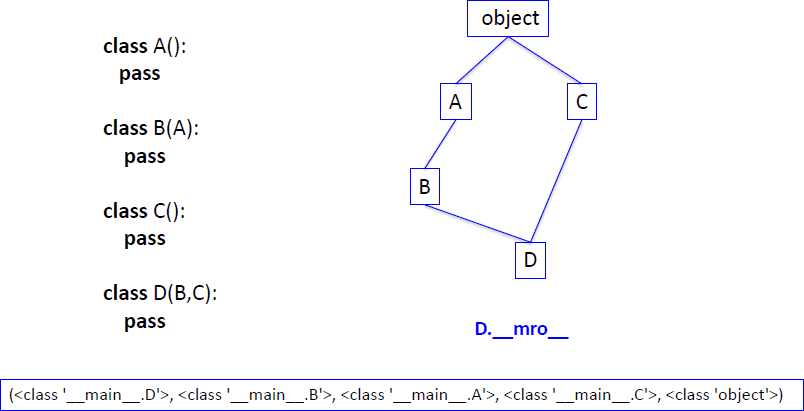 class A():
pass
class B(A):
pass
class C():
pass
class D(B,C):
pass
object
A
C
B
D
D.__mro__
(<class '__main__.D'>, <class '__main__.B'>, <class '__main__.A'>, <class '__main__.C'>, <class 'object'>)